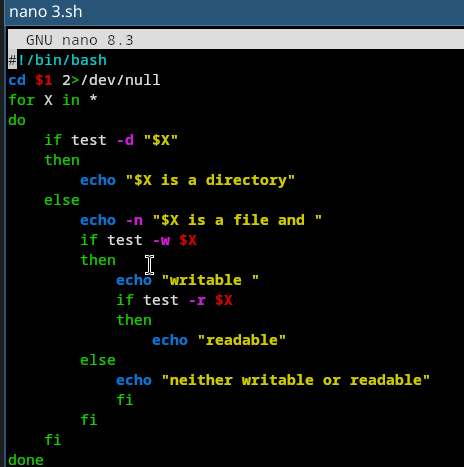 nano 3.sh
GNU nano 8.3
#!/bin/bash
cd $1 2>/dev/null
for X in *
do
    if test -d "$X"
    then
        echo "$X is a directory"
    else
        echo -n "$X is a file and "
        if test -w $X
        then
            echo "writable "
            if test -r $X
            then
                echo "readable"
        else
            echo "neither writable or readable"
            fi
        fi
    fi
done